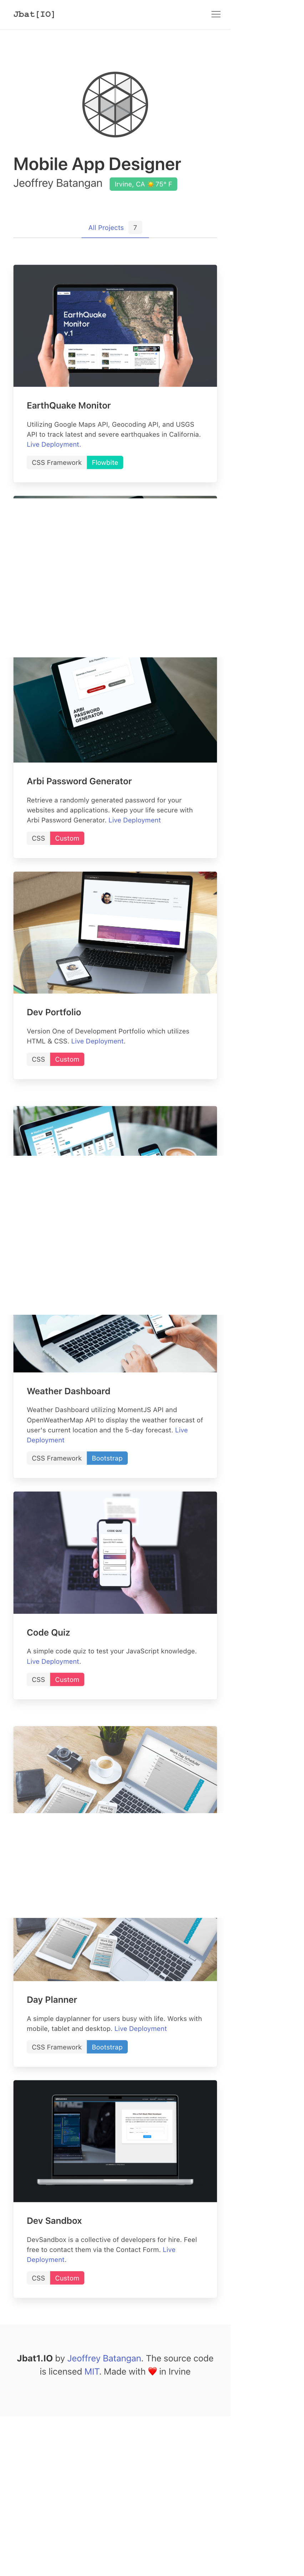 Jbat[IO]
Mobile App Designer
Jeoffrey Batangan Irvine, CA 75° F
All Projects 7
EarthQuake
Monitor
v.1
EarthQuake Monitor
Utilizing Google Maps API, Geocoding API, and USGS
API to track latest and severe earthquakes in California.
Live Deployment.
CSS Framework Flowbite
ARBI
PASSWORD
GENERATOR
Arbi Password Generator
Retrieve a randomly generated password for your
websites and applications. Keep your life secure with
Arbi Password Generator. Live Deployment
CSS Custom
Dev Portfolio
Version One of Development Portfolio which utilizes
HTML & CSS. Live Deployment.
CSS Custom
Weather Dashboard
Weather Dashboard utilizing MomentJS API and
OpenWeatherMap API to display the weather forecast of
user's current location and the 5-day forecast. Live
Deployment
CSS Framework Bootstrap
Code Quiz
A simple code quiz to test your JavaScript knowledge.
Live Deployment.
CSS Custom
Day Planner
A simple dayplanner for users busy with life. Works with
mobile, tablet and desktop. Live Deployment
CSS Framework Bootstrap
Dev Sandbox
DevSandbox is a collective of developers for hire. Feel
free to contact them via the Contact Form. Live
Deployment.
CSS Custom
Jbat1.IO by Jeoffrey Batangan. The source code
is licensed MIT. Made with ❤️ in Irvine